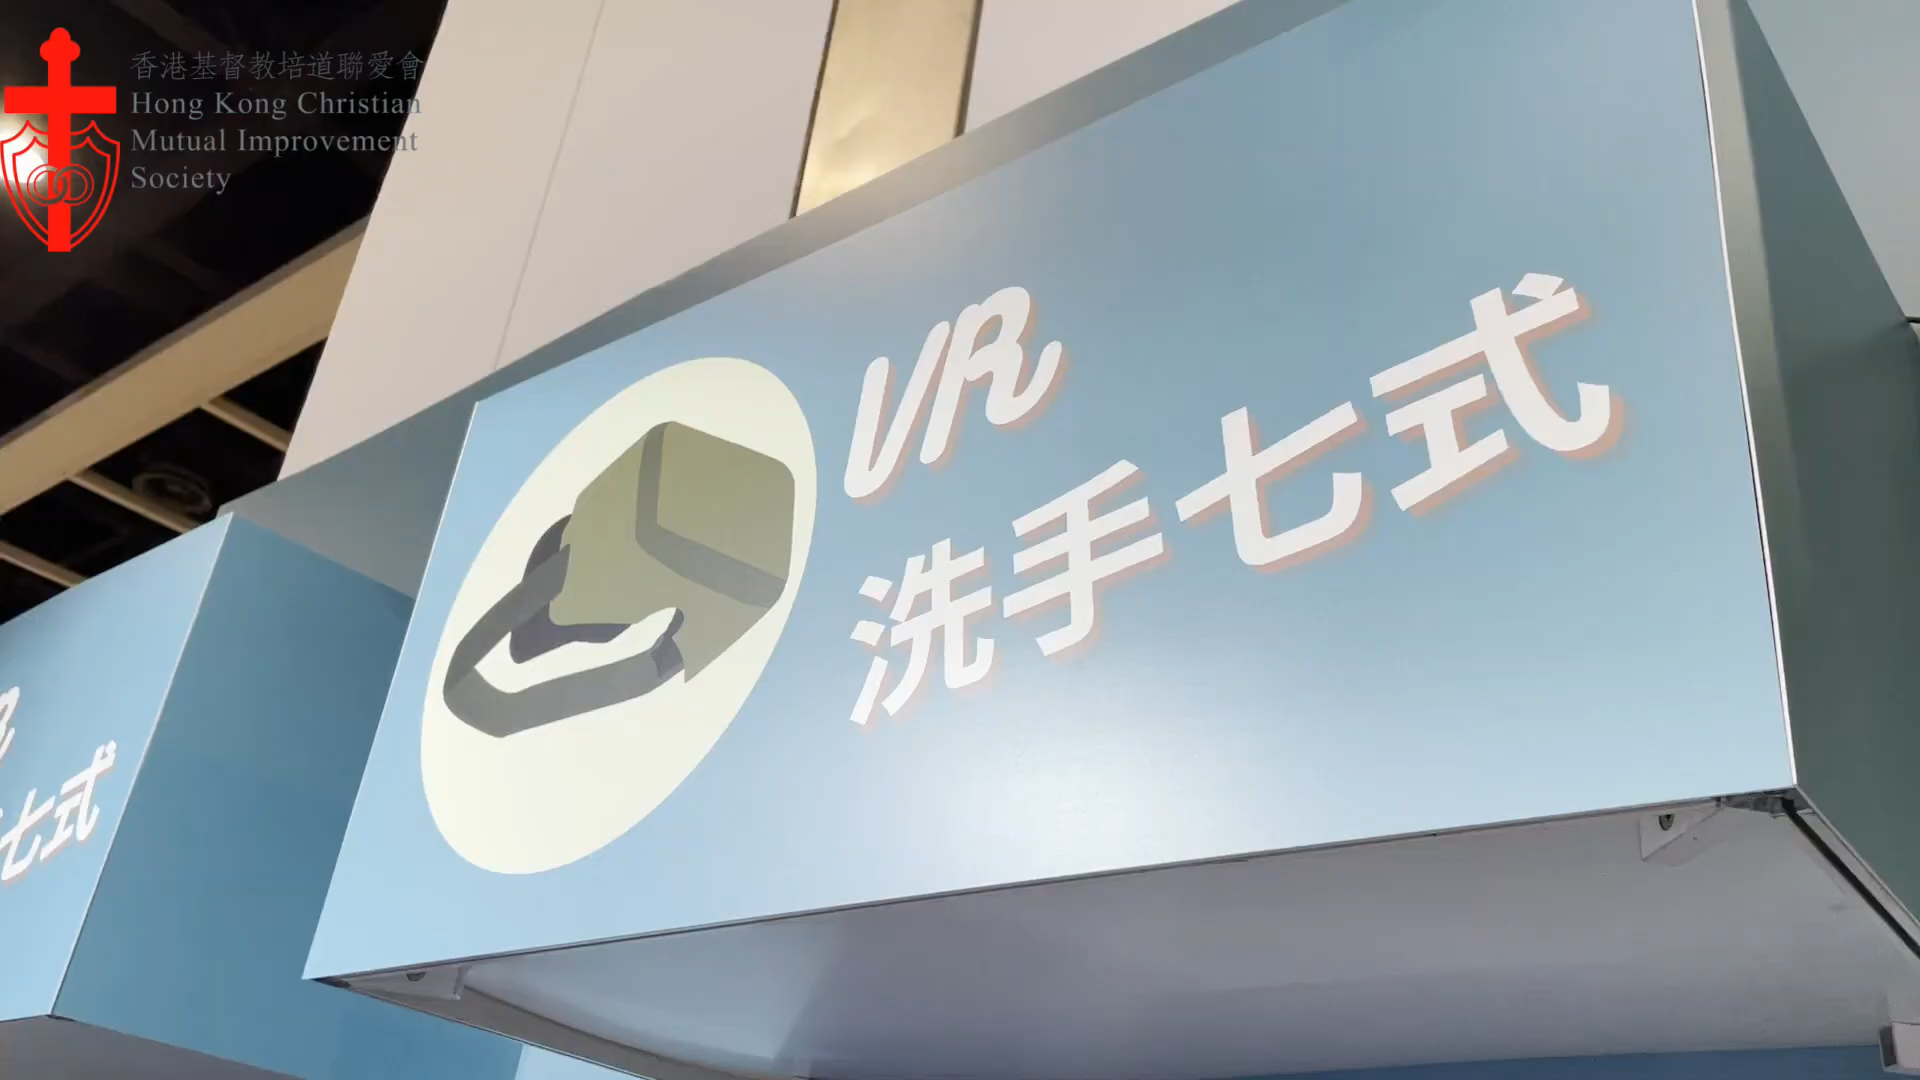 香港基督教培道聯愛會
Hong Kong Christian
Mutual Improvement
Society
VR
洗手七式
七式